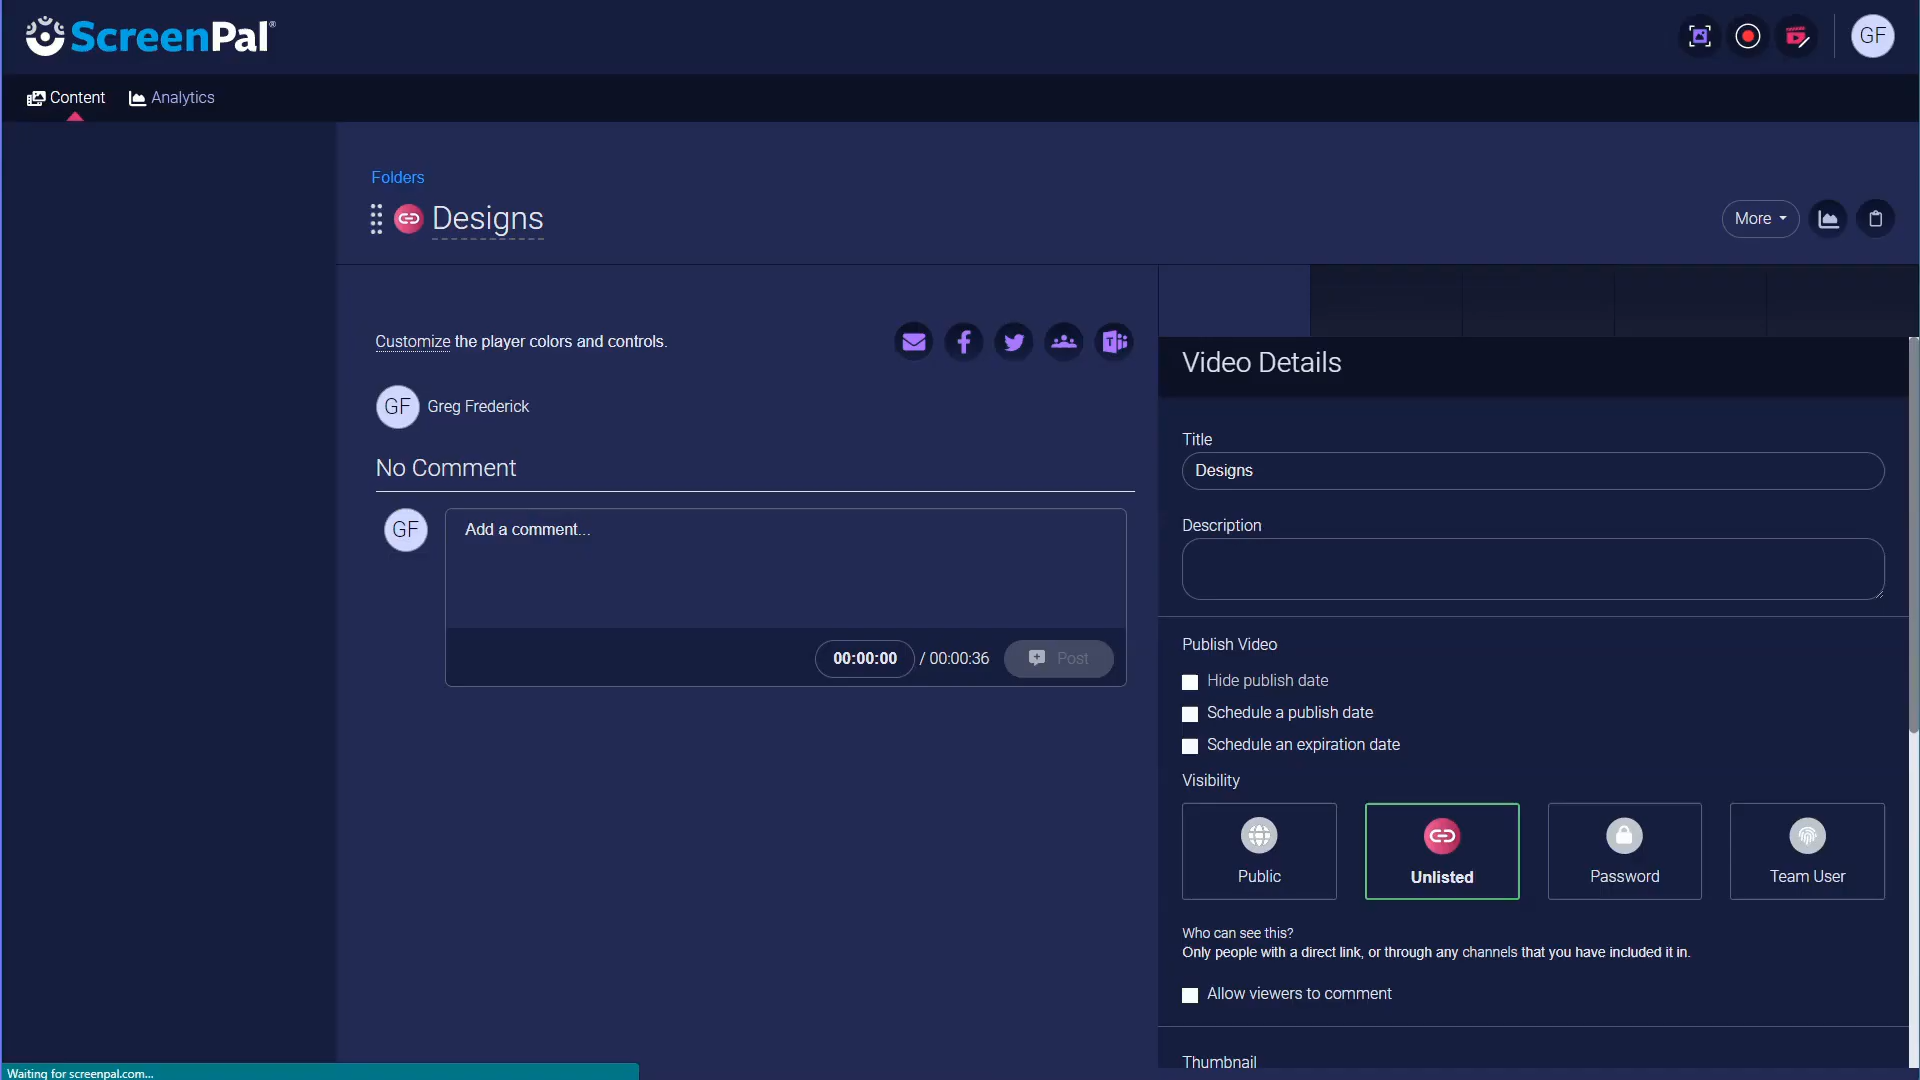 ScreenPal®
GF
Content
Analytics
Folders
Designs
More
Customize the player colors and controls.
GF
Greg Frederick
No Comment
GF
Add a comment...
00:00:00 / 00:00:36
Post
Video Details
Title
Designs
Description
Publish Video
Hide publish date
Schedule a publish date
Schedule an expiration date
Visibility
Public
Unlisted
Password
Team User
Who can see this?
Only people with a direct link, or through any channels that you have included it in.
Allow viewers to comment
Thumbnail
Waiting for screenpal.com...